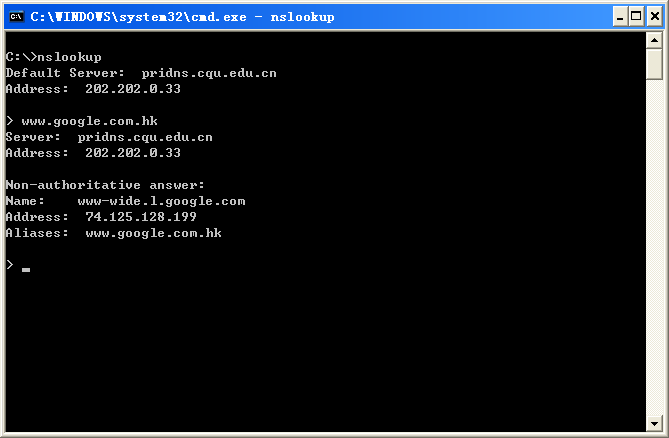 C:\WINDOWS\system32\cmd.exe - nslookup
C:\>nslookup
Default Server:  pridns.cqu.edu.cn
Address:  202.202.0.33
> www.google.com.hk
Server:  pridns.cqu.edu.cn
Address:  202.202.0.33
Non-authoritative answer:
Name:    www-wide.l.google.com
Address:  74.125.128.199
Aliases:  www.google.com.hk
> _